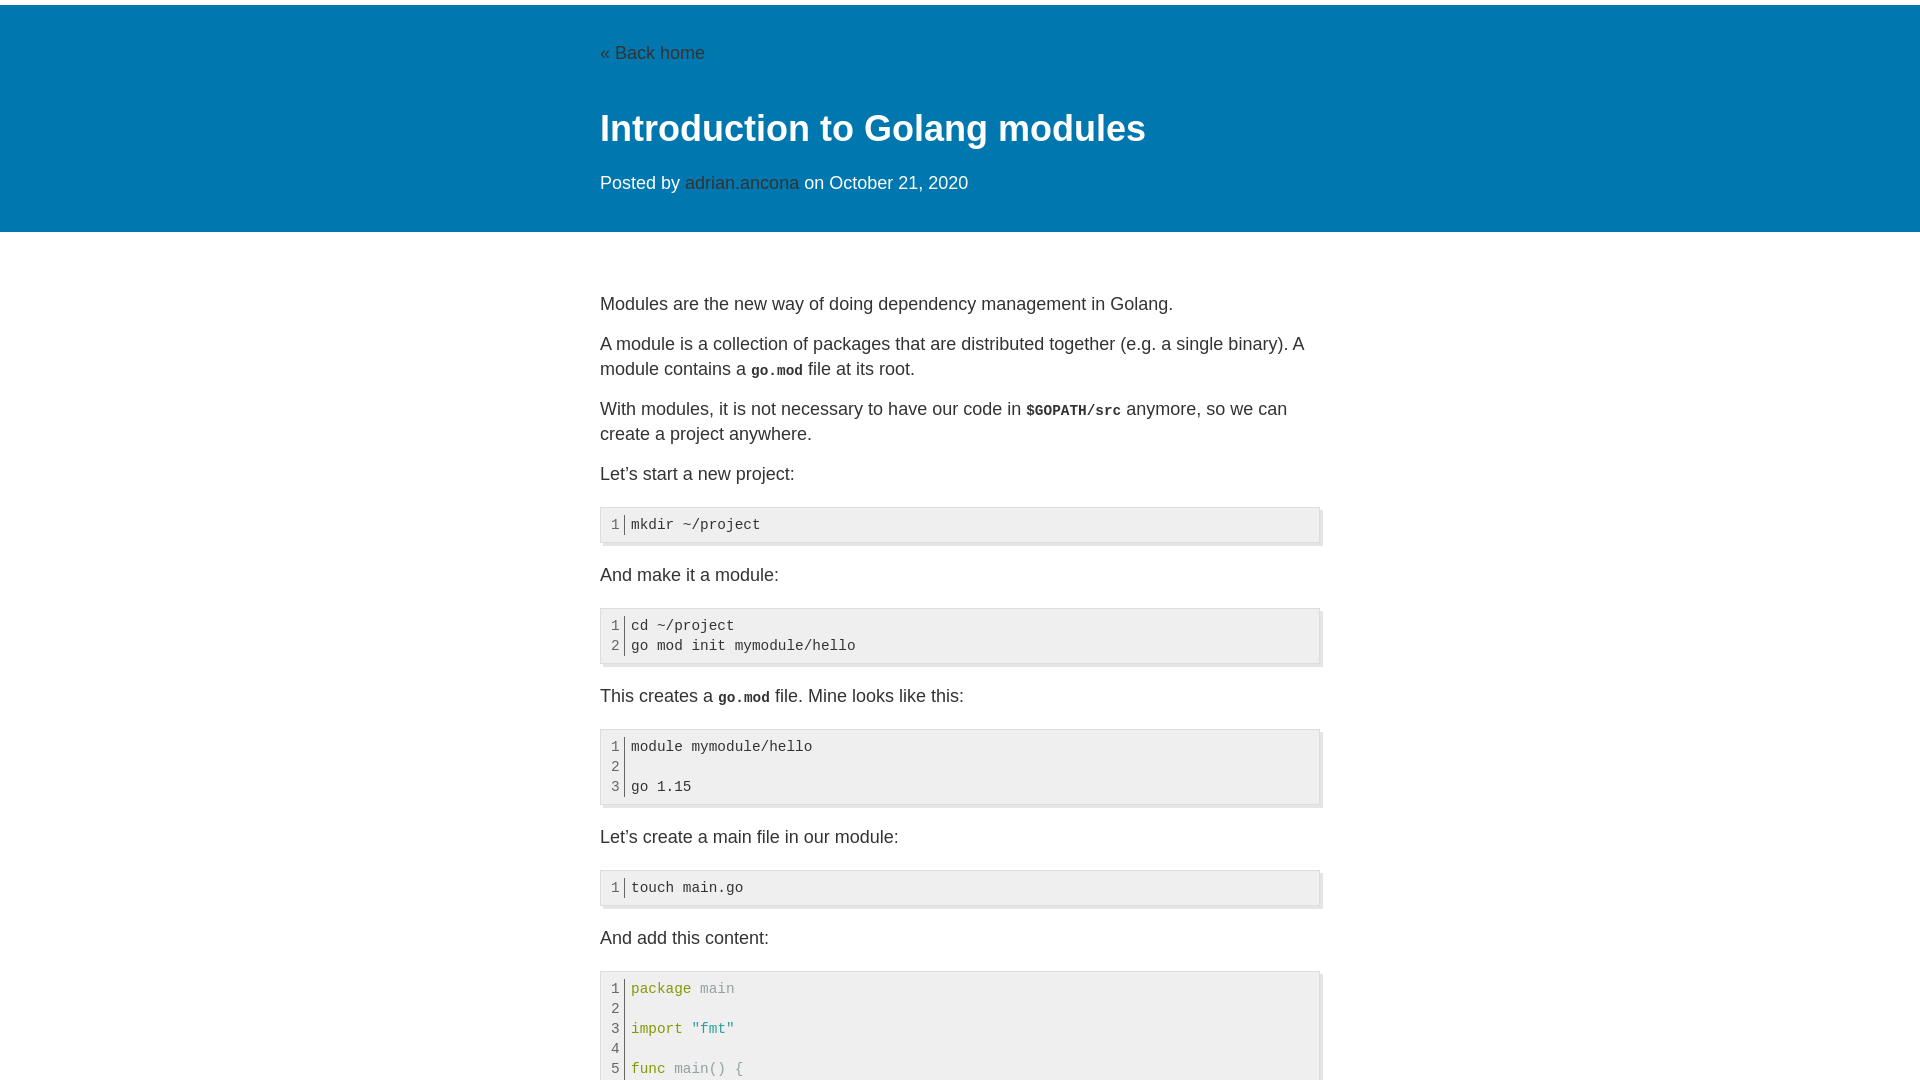 « Back home
Introduction to Golang modules
Posted by adrian.ancona on October 21, 2020
Modules are the new way of doing dependency management in Golang.
A module is a collection of packages that are distributed together (e.g. a single binary). A
module contains a go.mod file at its root.
With modules, it is not necessary to have our code in $GOPATH/src anymore, so we can
create a project anywhere.
Let’s start a new project:
1 mkdir ~/project
And make it a module:
1 cd ~/project
2 go mod init mymodule/hello
This creates a go.mod file. Mine looks like this:
1 module mymodule/hello
2
3 go 1.15
Let’s create a main file in our module:
1 touch main.go
And add this content:
1 package main
2
3 import "fmt"
4
5 func main() {